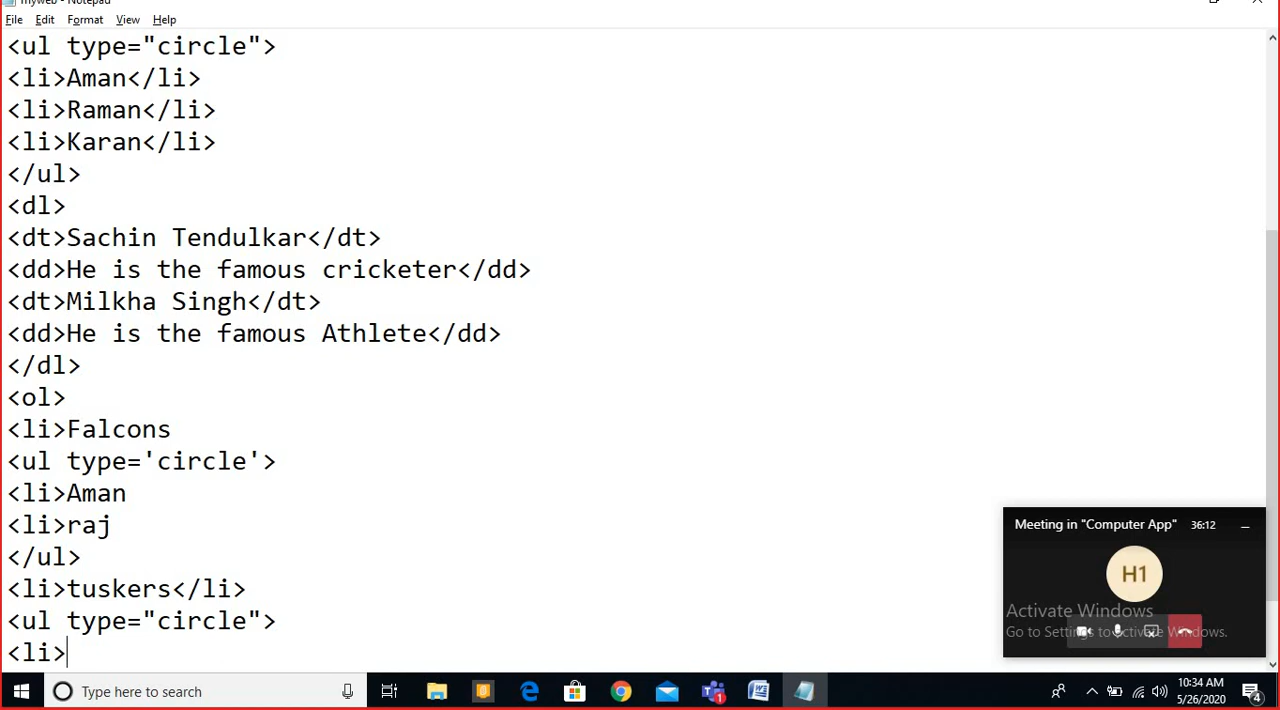 myweb - Notepad
File Edit Format View Help
<ul type="circle">
<li>Aman</li>
<li>Raman</li>
<li>Karan</li>
</ul>
<dl>
<dt>Sachin Tendulkar</dt>
<dd>He is the famous cricketer</dd>
<dt>Milkha Singh</dt>
<dd>He is the famous Athlete</dd>
</dl>
<ol>
<li>Falcons
<ul type='circle'>
<li>Aman
<li>raj
</ul>
<li>tuskers</li>
<ul type="circle">
<li>
Meeting in "Computer App" 36:12
H1
Activate Windows
Go to Settings to activate Windows.
Type here to search
1
10:34 AM
5/26/2020
4